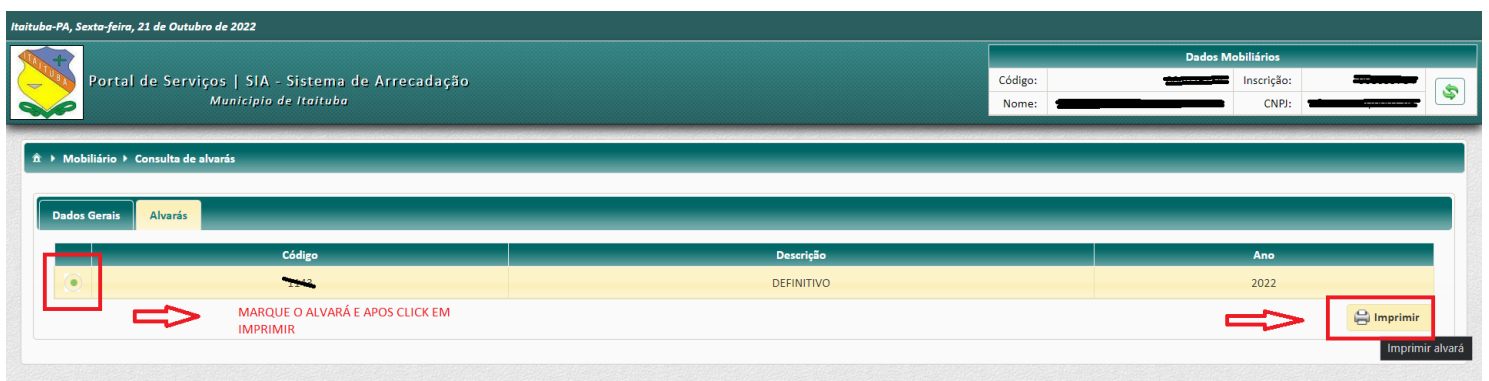 Itaituba-PA, Sexta-feira, 21 de Outubro de 2022
ITAITUBA
Portal de Serviços | SIA - Sistema de Arrecadação
Município de Itaituba
Dados Mobiliários
Código: Inscrição:
Nome: CNPJ:
Mobiliário Consulta de alvarás
Dados Gerais Alvarás
Código Descrição Ano
DEFINITIVO 2022
MARQUE O ALVARÁ E APOS CLICK EM
IMPRIMIR
Imprimir
Imprimir alvará